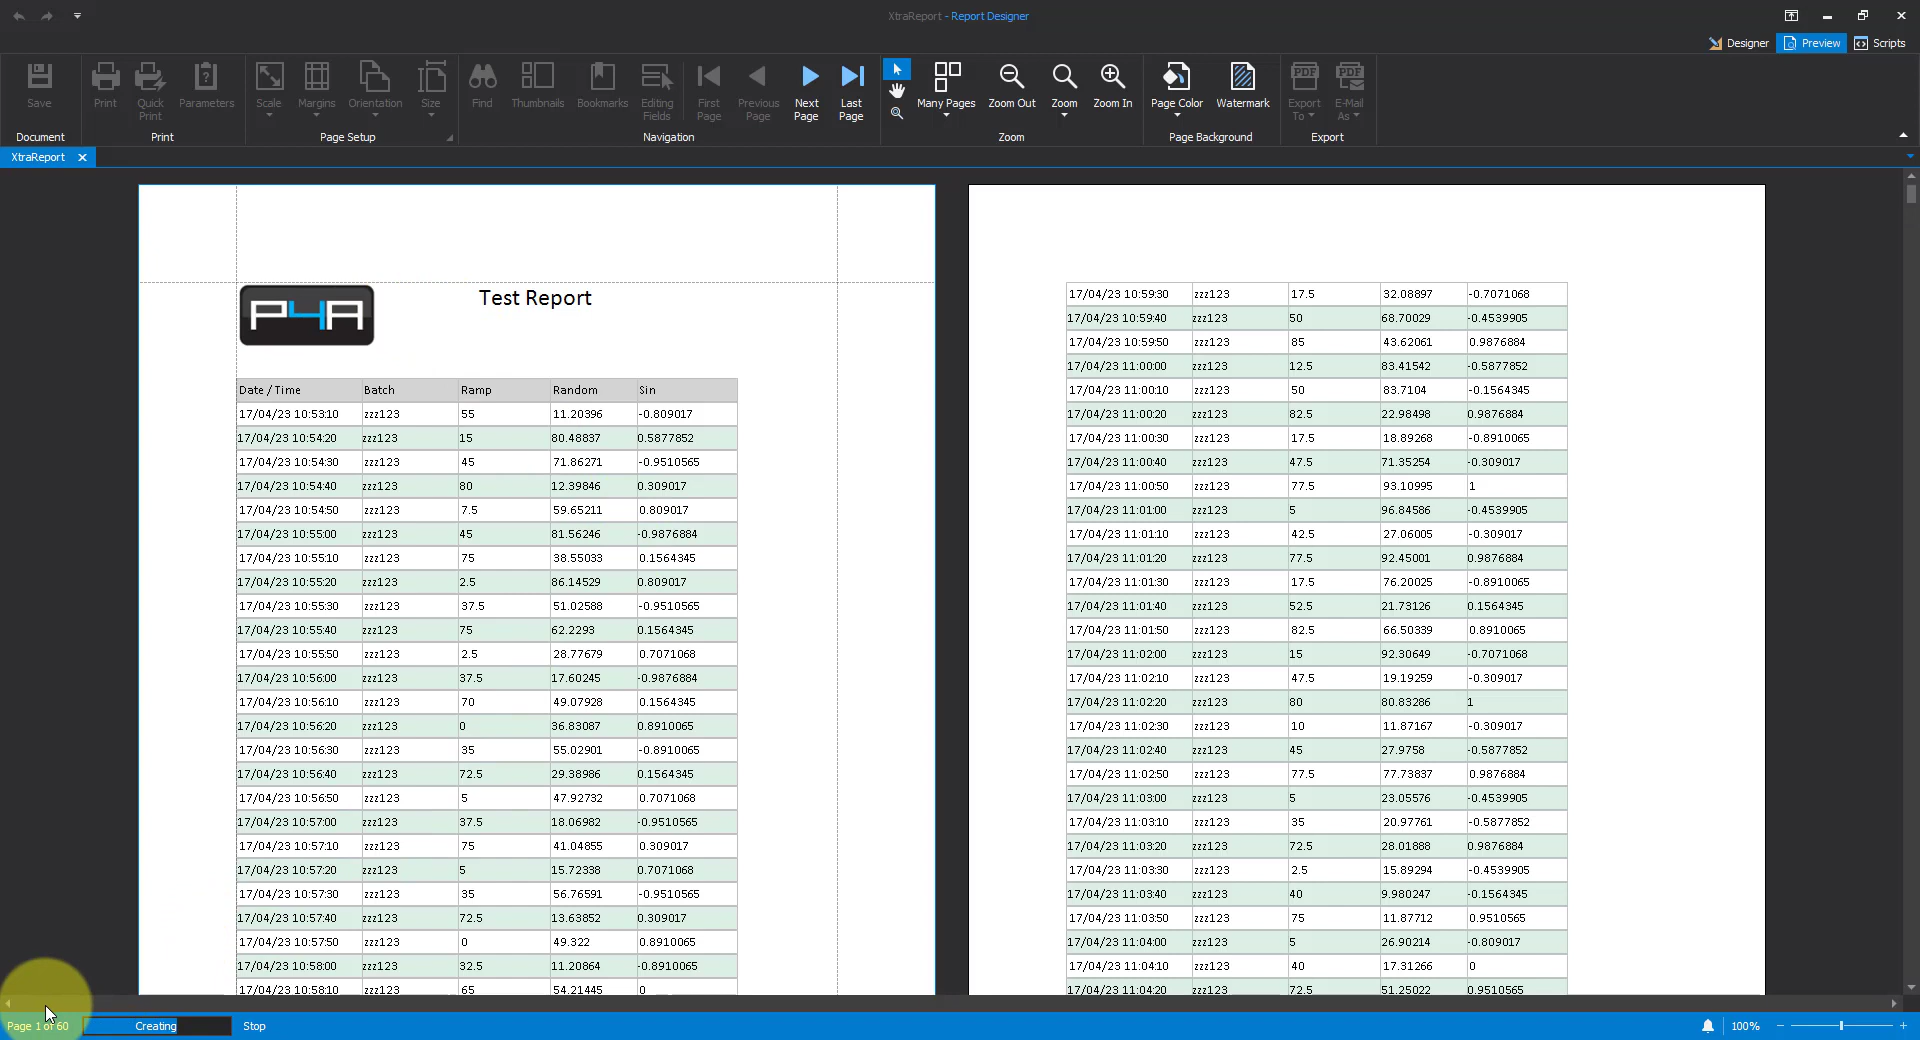 XtraReport - Report Designer
Designer Preview Scripts
Save Print Quick Print Parameters Scale Margins Orientation Size Find Thumbnails Bookmarks Editing Fields First Page Previous Page Next Page Last Page Many Pages Zoom Out Zoom Zoom In Page Color Watermark PDF Export To PDF E-Mail As
Document Print Page Setup Navigation Zoom Page Background Export
XtraReport
P4A
Test Report
Date / Time Batch Ramp Random Sin
17/04/23 10:53:10 zzz123 55 11.20396 -0.809017
17/04/23 10:54:20 zzz123 15 80.48837 0.5877852
17/04/23 10:54:30 zzz123 45 71.86271 -0.9510565
17/04/23 10:54:40 zzz123 80 12.39846 0.309017
17/04/23 10:54:50 zzz123 7.5 59.65211 0.809017
17/04/23 10:55:00 zzz123 45 81.56246 -0.9876884
17/04/23 10:55:10 zzz123 75 38.55033 0.1564345
17/04/23 10:55:20 zzz123 2.5 86.14529 0.809017
17/04/23 10:55:30 zzz123 37.5 51.02588 -0.9510565
17/04/23 10:55:40 zzz123 75 62.2293 0.1564345
17/04/23 10:55:50 zzz123 2.5 28.77679 0.7071068
17/04/23 10:56:00 zzz123 37.5 17.60245 -0.9876884
17/04/23 10:56:10 zzz123 70 49.07928 0.1564345
17/04/23 10:56:20 zzz123 0 36.83087 0.8910065
17/04/23 10:56:30 zzz123 35 55.02901 -0.8910065
17/04/23 10:56:40 zzz123 72.5 29.38986 0.1564345
17/04/23 10:56:50 zzz123 5 47.92732 0.7071068
17/04/23 10:57:00 zzz123 37.5 18.06982 -0.9510565
17/04/23 10:57:10 zzz123 75 41.04855 0.309017
17/04/23 10:57:20 zzz123 5 15.72338 0.7071068
17/04/23 10:57:30 zzz123 35 56.76591 -0.9510565
17/04/23 10:57:40 zzz123 72.5 13.63852 0.309017
17/04/23 10:57:50 zzz123 0 49.322 0.8910065
17/04/23 10:58:00 zzz123 32.5 11.20864 -0.8910065
17/04/23 10:58:10 zzz123 65 54.21445 0
17/04/23 10:59:30 zzz123 17.5 32.08897 -0.7071068
17/04/23 10:59:40 zzz123 50 68.70029 -0.4539905
17/04/23 10:59:50 zzz123 85 43.62061 0.9876884
17/04/23 11:00:00 zzz123 12.5 83.41542 -0.5877852
17/04/23 11:00:10 zzz123 50 83.7104 -0.1564345
17/04/23 11:00:20 zzz123 82.5 22.98498 0.9876884
17/04/23 11:00:30 zzz123 17.5 18.89268 -0.8910065
17/04/23 11:00:40 zzz123 47.5 71.35254 -0.309017
17/04/23 11:00:50 zzz123 77.5 93.10995 1
17/04/23 11:01:00 zzz123 5 96.84586 -0.4539905
17/04/23 11:01:10 zzz123 42.5 27.06005 -0.309017
17/04/23 11:01:20 zzz123 77.5 92.45001 0.9876884
17/04/23 11:01:30 zzz123 17.5 76.20025 -0.8910065
17/04/23 11:01:40 zzz123 52.5 21.73126 0.1564345
17/04/23 11:01:50 zzz123 82.5 66.50339 0.8910065
17/04/23 11:02:00 zzz123 15 92.30649 -0.7071068
17/04/23 11:02:10 zzz123 47.5 19.19259 -0.309017
17/04/23 11:02:20 zzz123 80 80.83286 1
17/04/23 11:02:30 zzz123 10 11.87167 -0.309017
17/04/23 11:02:40 zzz123 45 27.9758 -0.5877852
17/04/23 11:02:50 zzz123 77.5 77.73837 0.9876884
17/04/23 11:03:00 zzz123 5 23.05576 -0.4539905
17/04/23 11:03:10 zzz123 35 20.97761 -0.5877852
17/04/23 11:03:20 zzz123 72.5 28.01888 0.9876884
17/04/23 11:03:30 zzz123 2.5 15.89294 -0.4539905
17/04/23 11:03:40 zzz123 40 9.980247 -0.1564345
17/04/23 11:03:50 zzz123 75 11.87712 0.9510565
17/04/23 11:04:00 zzz123 5 26.90214 -0.809017
17/04/23 11:04:10 zzz123 40 17.31266 0
17/04/23 11:04:20 zzz123 72.5 51.25022 0.9510565
Page 1 of 60 Creating Stop 100%